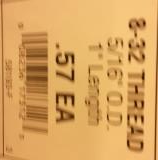 8-32 THREAD
5/16" O.D.
1" Length
.57 EA